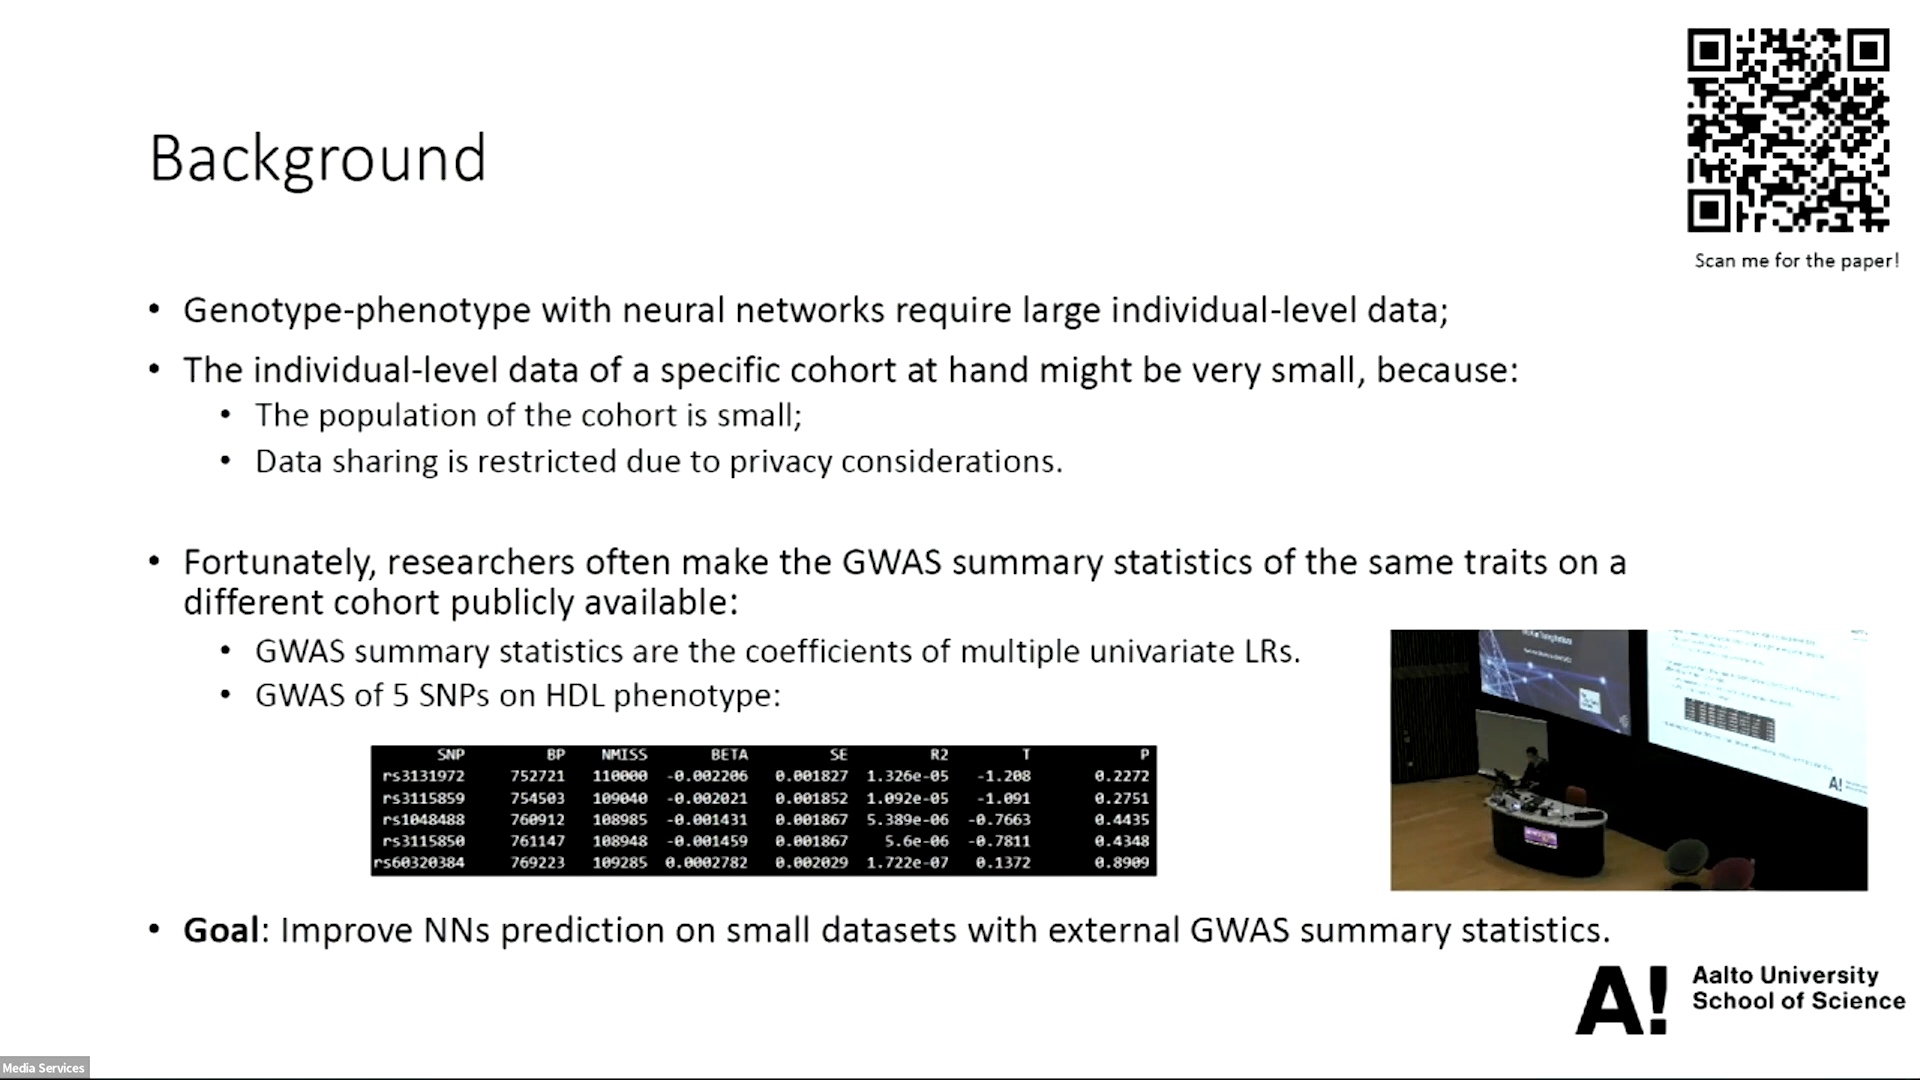 Background
Scan me for the paper!
• Genotype-phenotype with neural networks require large individual-level data;
• The individual-level data of a specific cohort at hand might be very small, because:
• The population of the cohort is small;
• Data sharing is restricted due to privacy considerations.
• Fortunately, researchers often make the GWAS summary statistics of the same traits on a
different cohort publicly available:
• GWAS summary statistics are the coefficients of multiple univariate LRs.
• GWAS of 5 SNPs on HDL phenotype:
SNP BP NMISS BETA SE R2 T P
rs3131972 752721 110000 -0.002206 0.001827 1.326e-05 -1.208 0.2272
rs3115859 754503 109040 -0.002021 0.001852 1.092e-05 -1.091 0.2751
rs1048488 760912 108985 -0.001431 0.001867 5.389e-06 -0.7663 0.4435
rs3115850 761147 108948 -0.001459 0.001867 5.6e-06 -0.7811 0.4348
rs60320384 769223 109285 0.0002782 0.002029 1.722e-07 0.1372 0.8909
• Goal: Improve NNs prediction on small datasets with external GWAS summary statistics.
A!
Aalto University
School of Science
Media Services